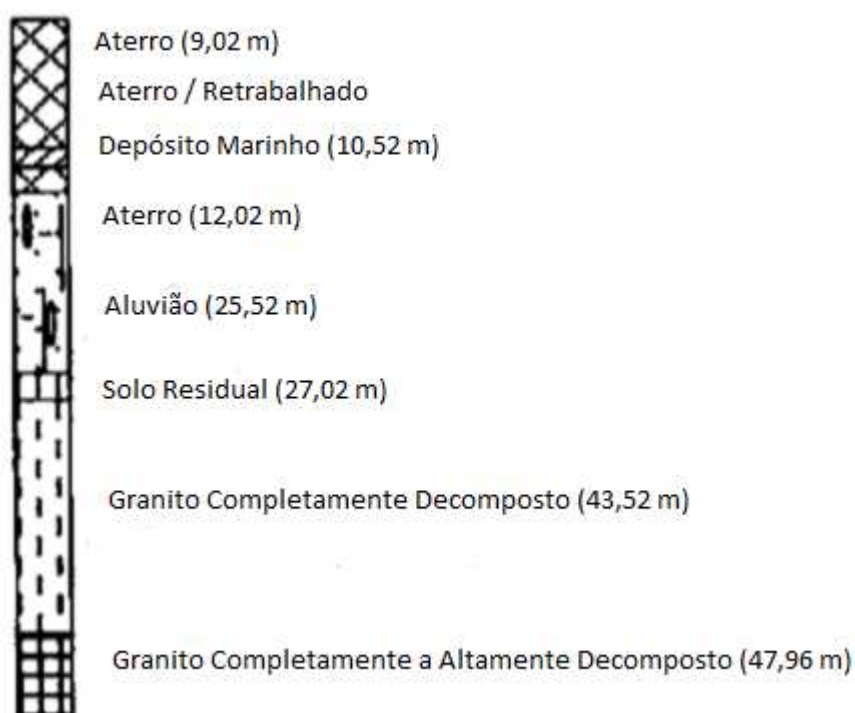 Aterro (9,02 m)
Aterro / Retrabalhado
Depósito Marinho (10,52 m)
Aterro (12,02 m)
Aluvião (25,52 m)
Solo Residual (27,02 m)
Granito Completamente Decomposto (43,52 m)
Granito Completamente a Altamente Decomposto (47,96 m)